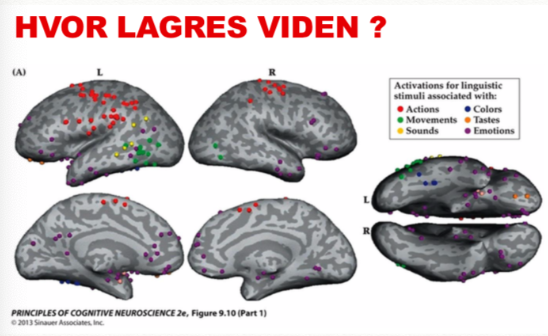 HVOR LAGRES VIDEN ?
(A)
L
R
Activations for linguistic
stimuli associated with:
Actions
Colors
Movements
Tastes
Sounds
Emotions
L
R
PRINCIPLES OF COGNITIVE NEUROSCIENCE 2e, Figure 9.10 (Part 1)
© 2013 Sinauer Associates, Inc.